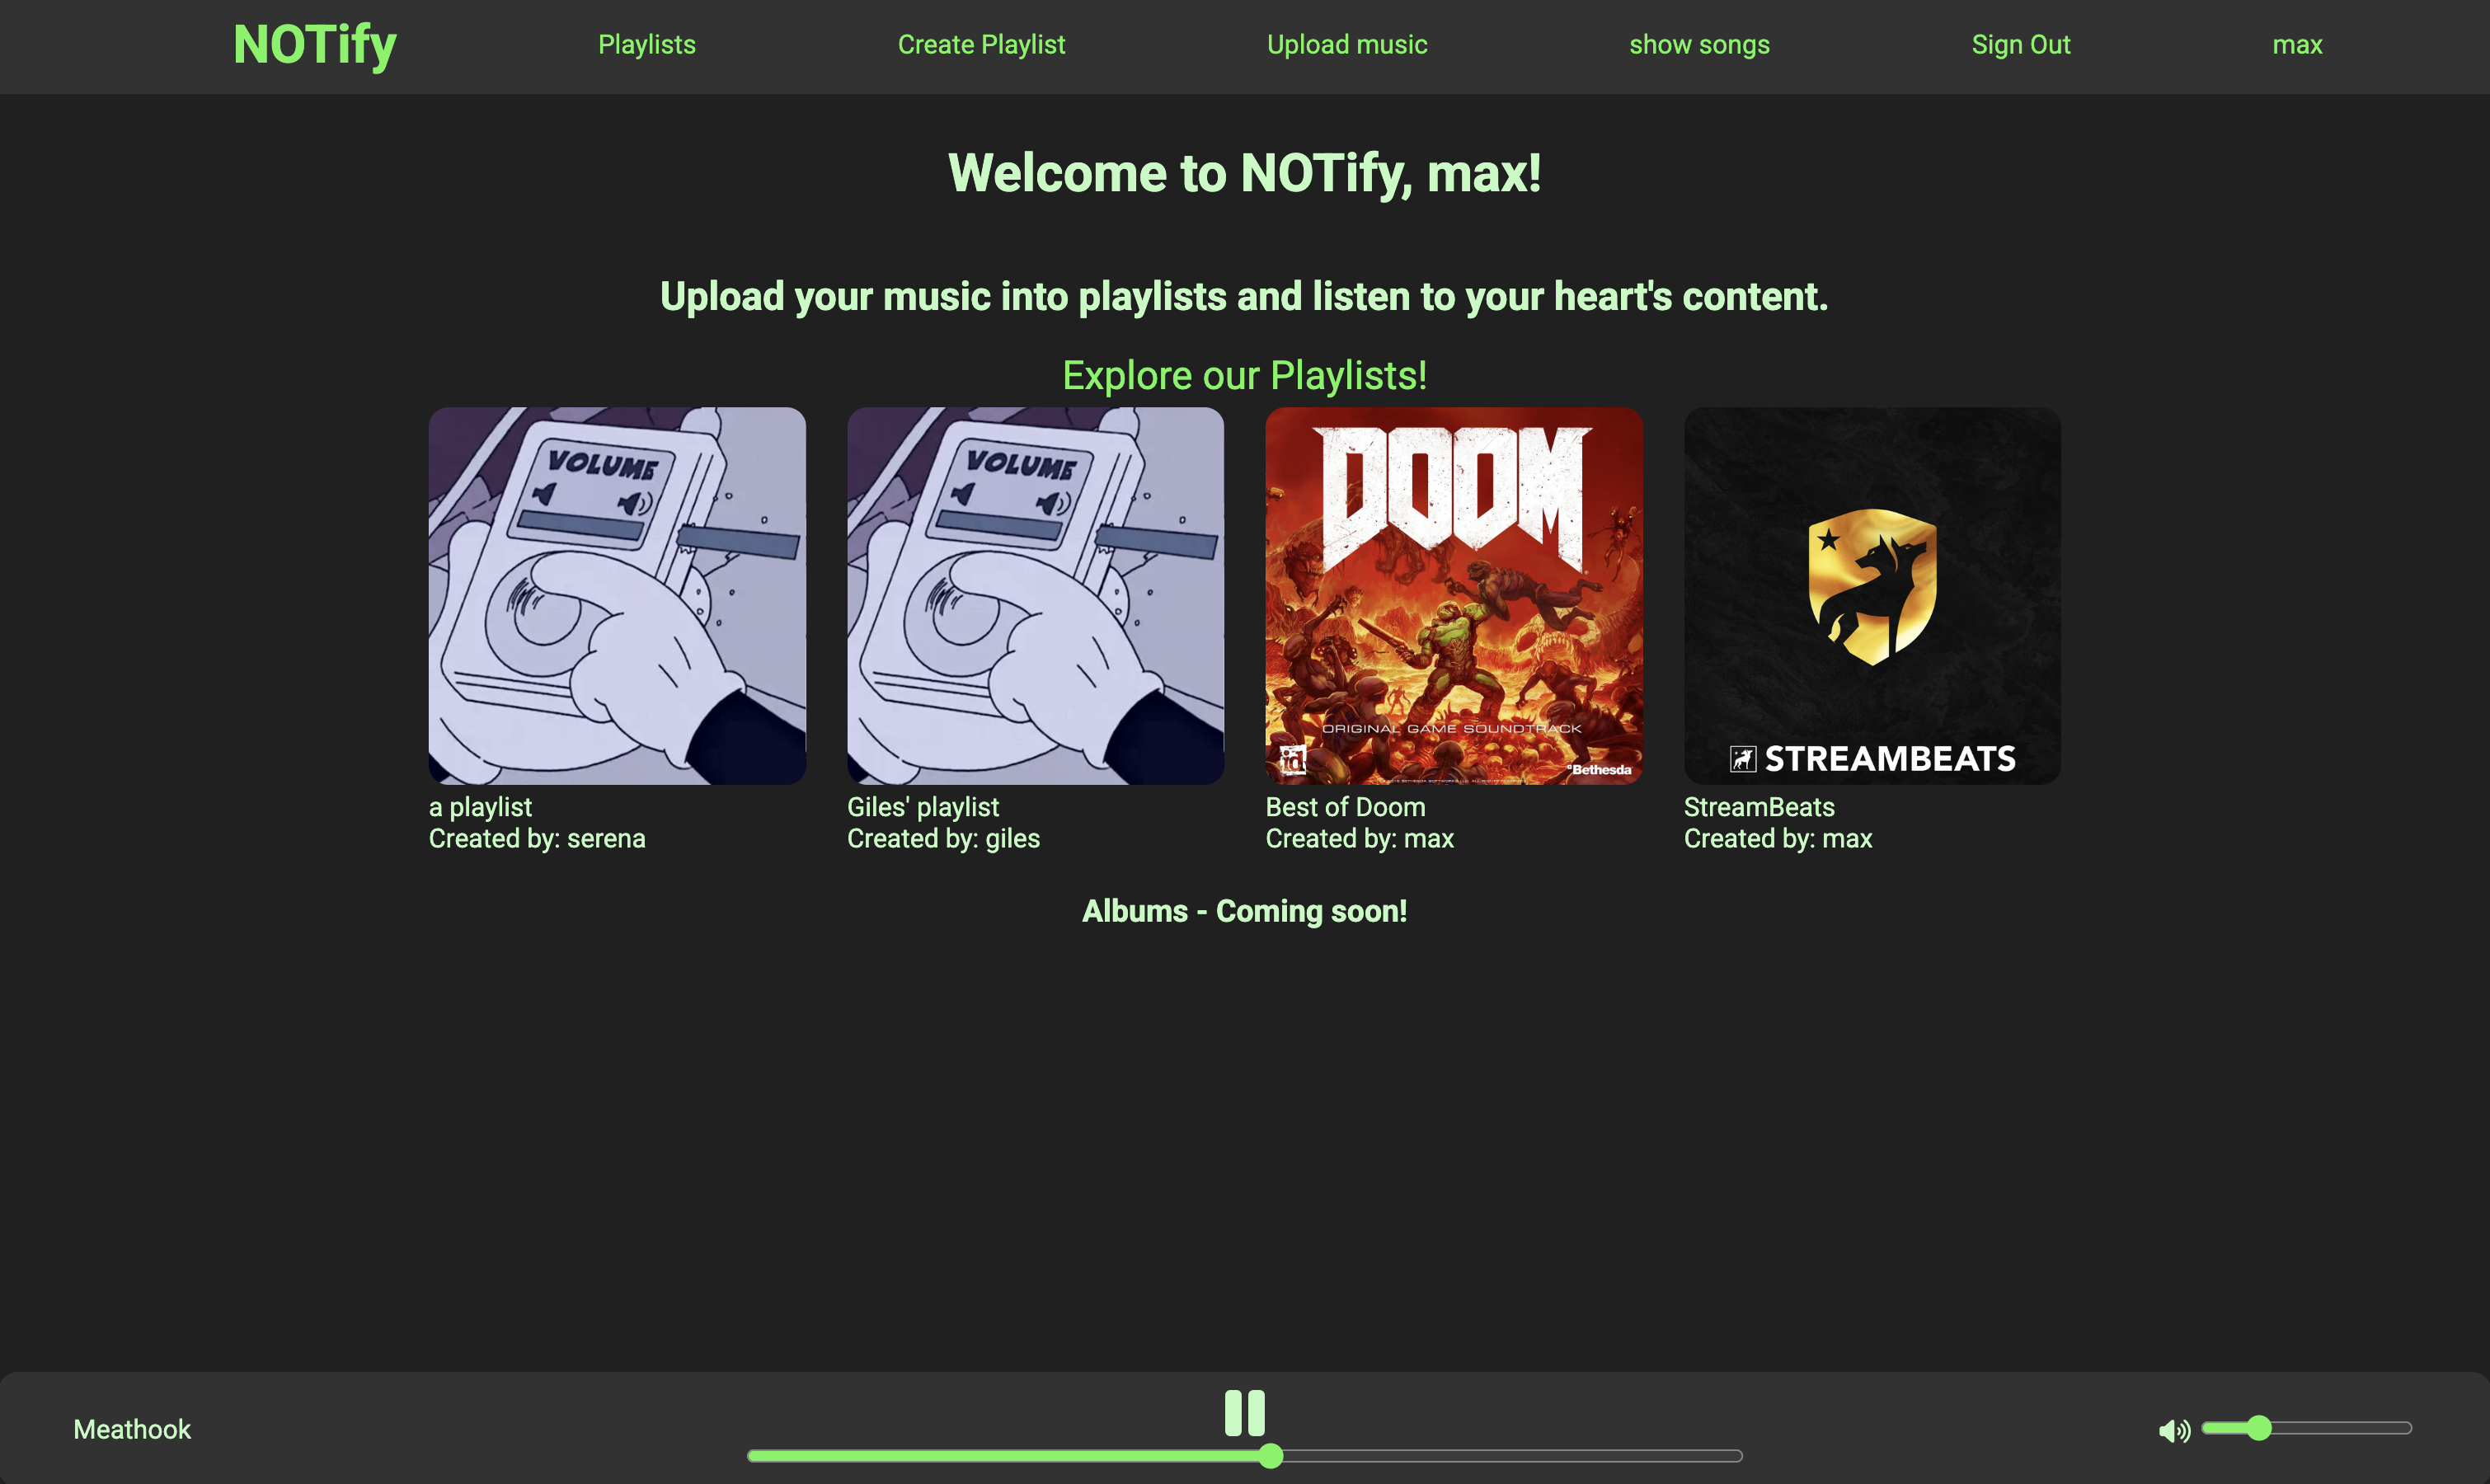 NOTify
Playlists
Create Playlist
Upload music
show songs
Sign Out
max
Welcome to NOTify, max!
Upload your music into playlists and listen to your heart's content.
Explore our Playlists!
VOLUME
VOLUME
DOOM
ORIGINAL GAME SOUNDTRACK
id
Bethesda
STREAMBEATS
a playlist
Created by: serena
Giles' playlist
Created by: giles
Best of Doom
Created by: max
StreamBeats
Created by: max
Albums - Coming soon!
Meathook